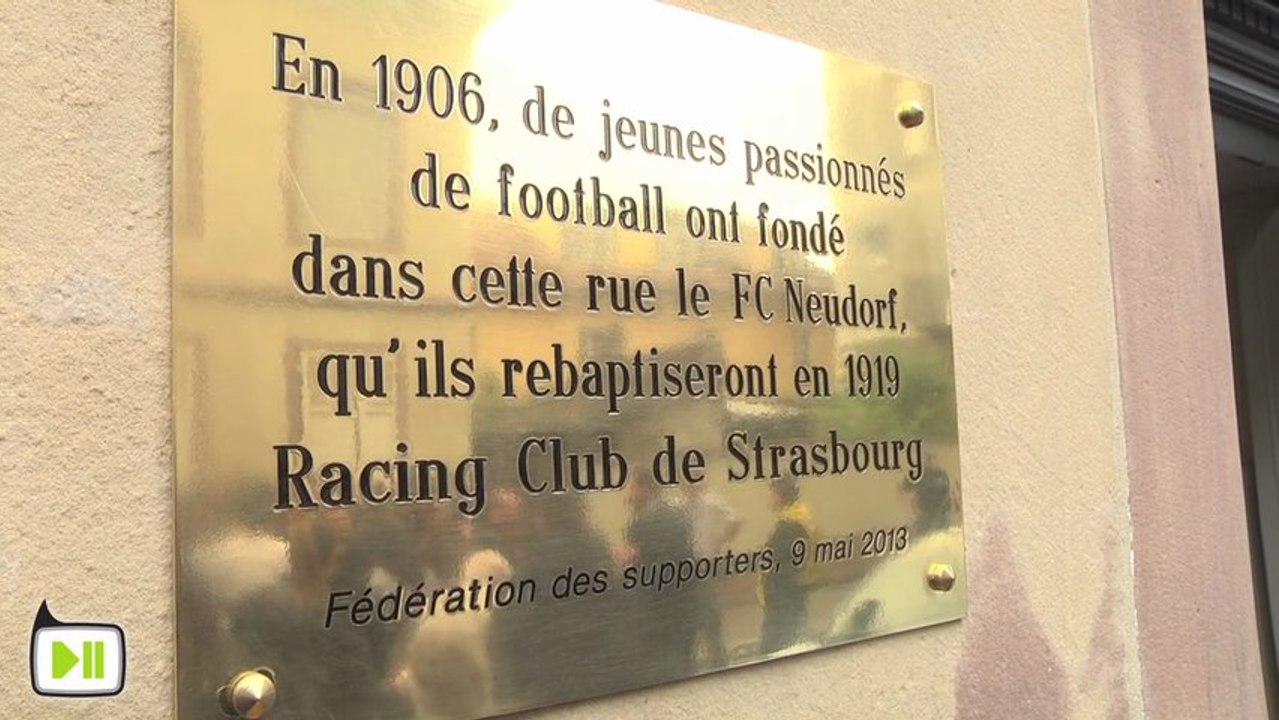 En 1906, de jeunes passionnés
de football ont fondé
dans cette rue le FC Neudorf,
qu'ils rebaptiseront en 1919
Racing Club de Strasbourg
Fédération des supporters, 9 mai 2013